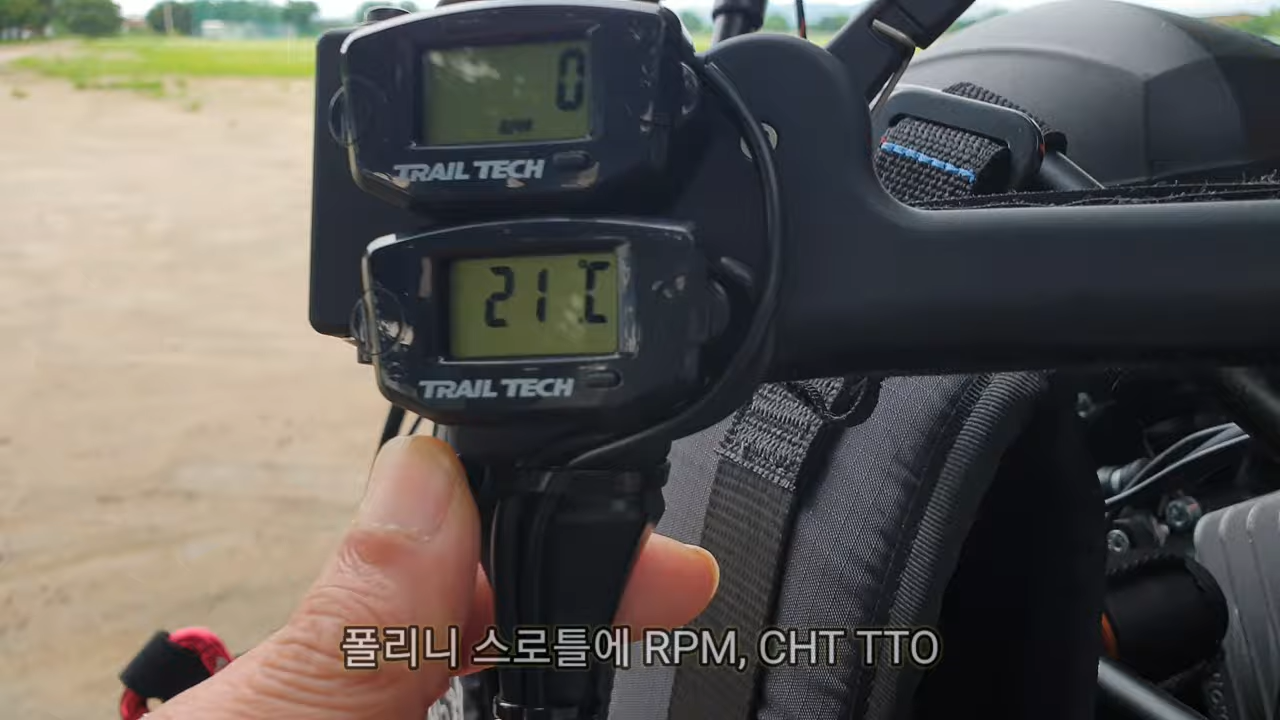 0
RPM
TRAIL TECH
21 °C
TRAIL TECH
폴리니 스로틀에 RPM, CHT TTO